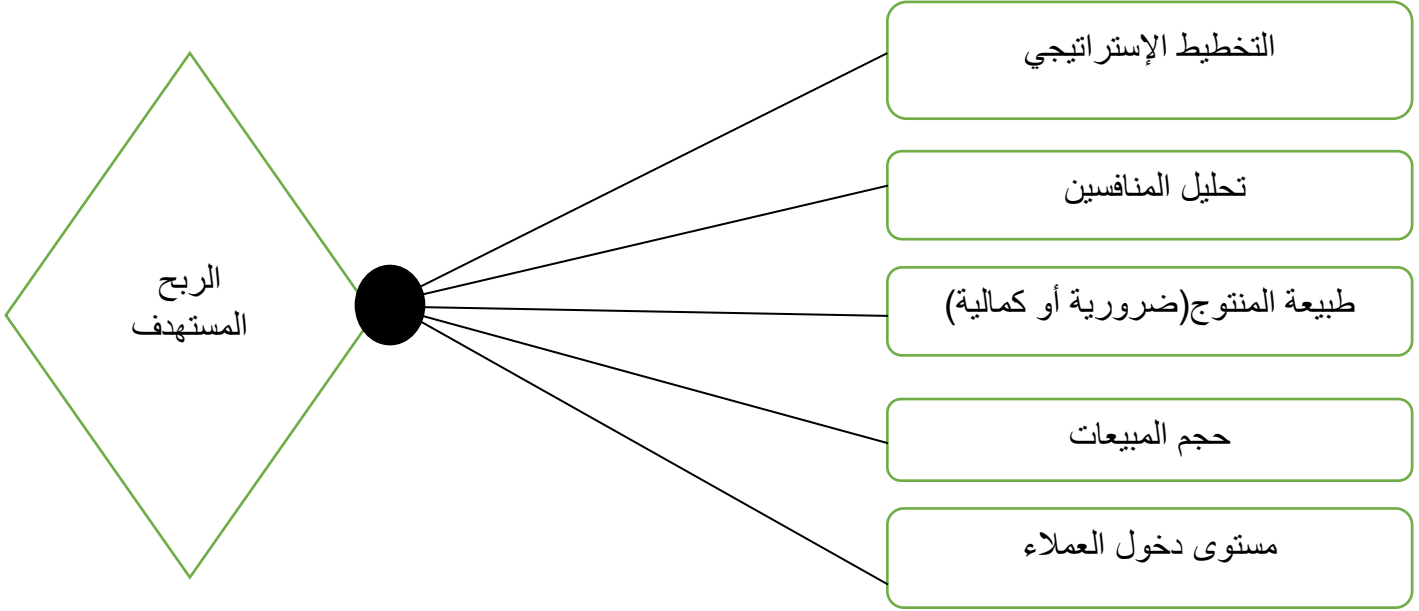 الربح
المستهدف
التخطيط الإستراتيجي
تحليل المنافسين
طبيعة المنتوج(ضرورية أو كمالية)
حجم المبيعات
مستوى دخول العملاء